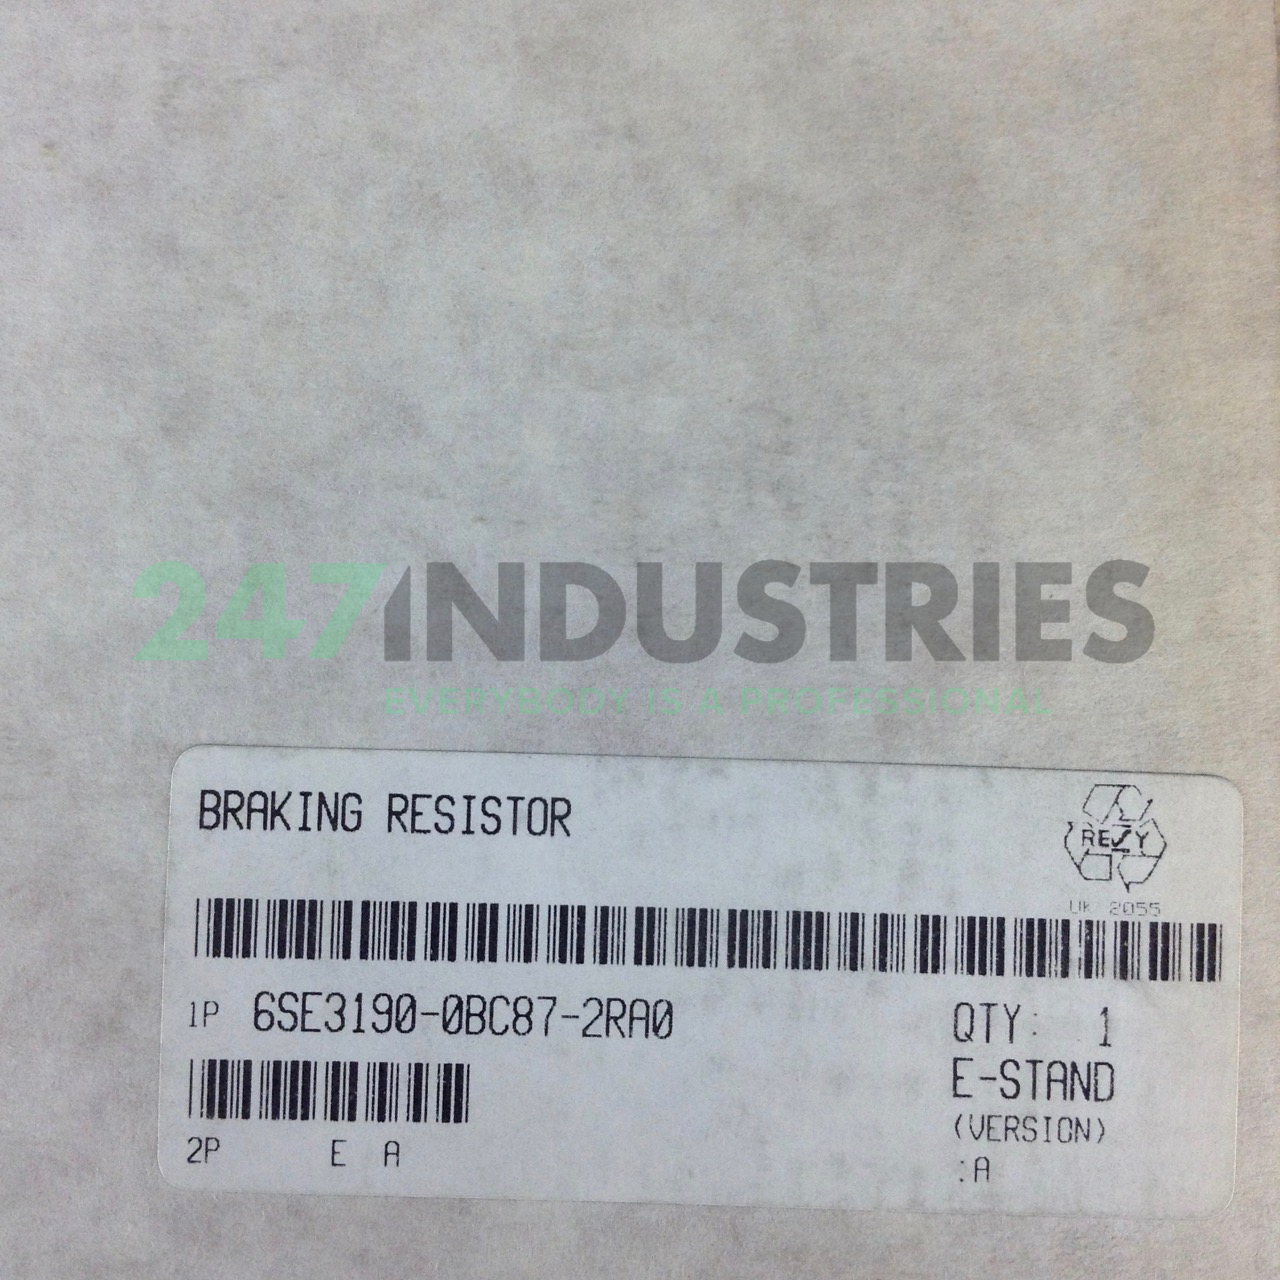 247INDUSTRIES
EVERYBODY IS A PROFESSIONAL
BRAKING RESISTOR
RESY
UK 2055
1P 6SE3190-0BC87-2RA0
QTY: 1
E-STAND
(VERSION)
:A
2P E A